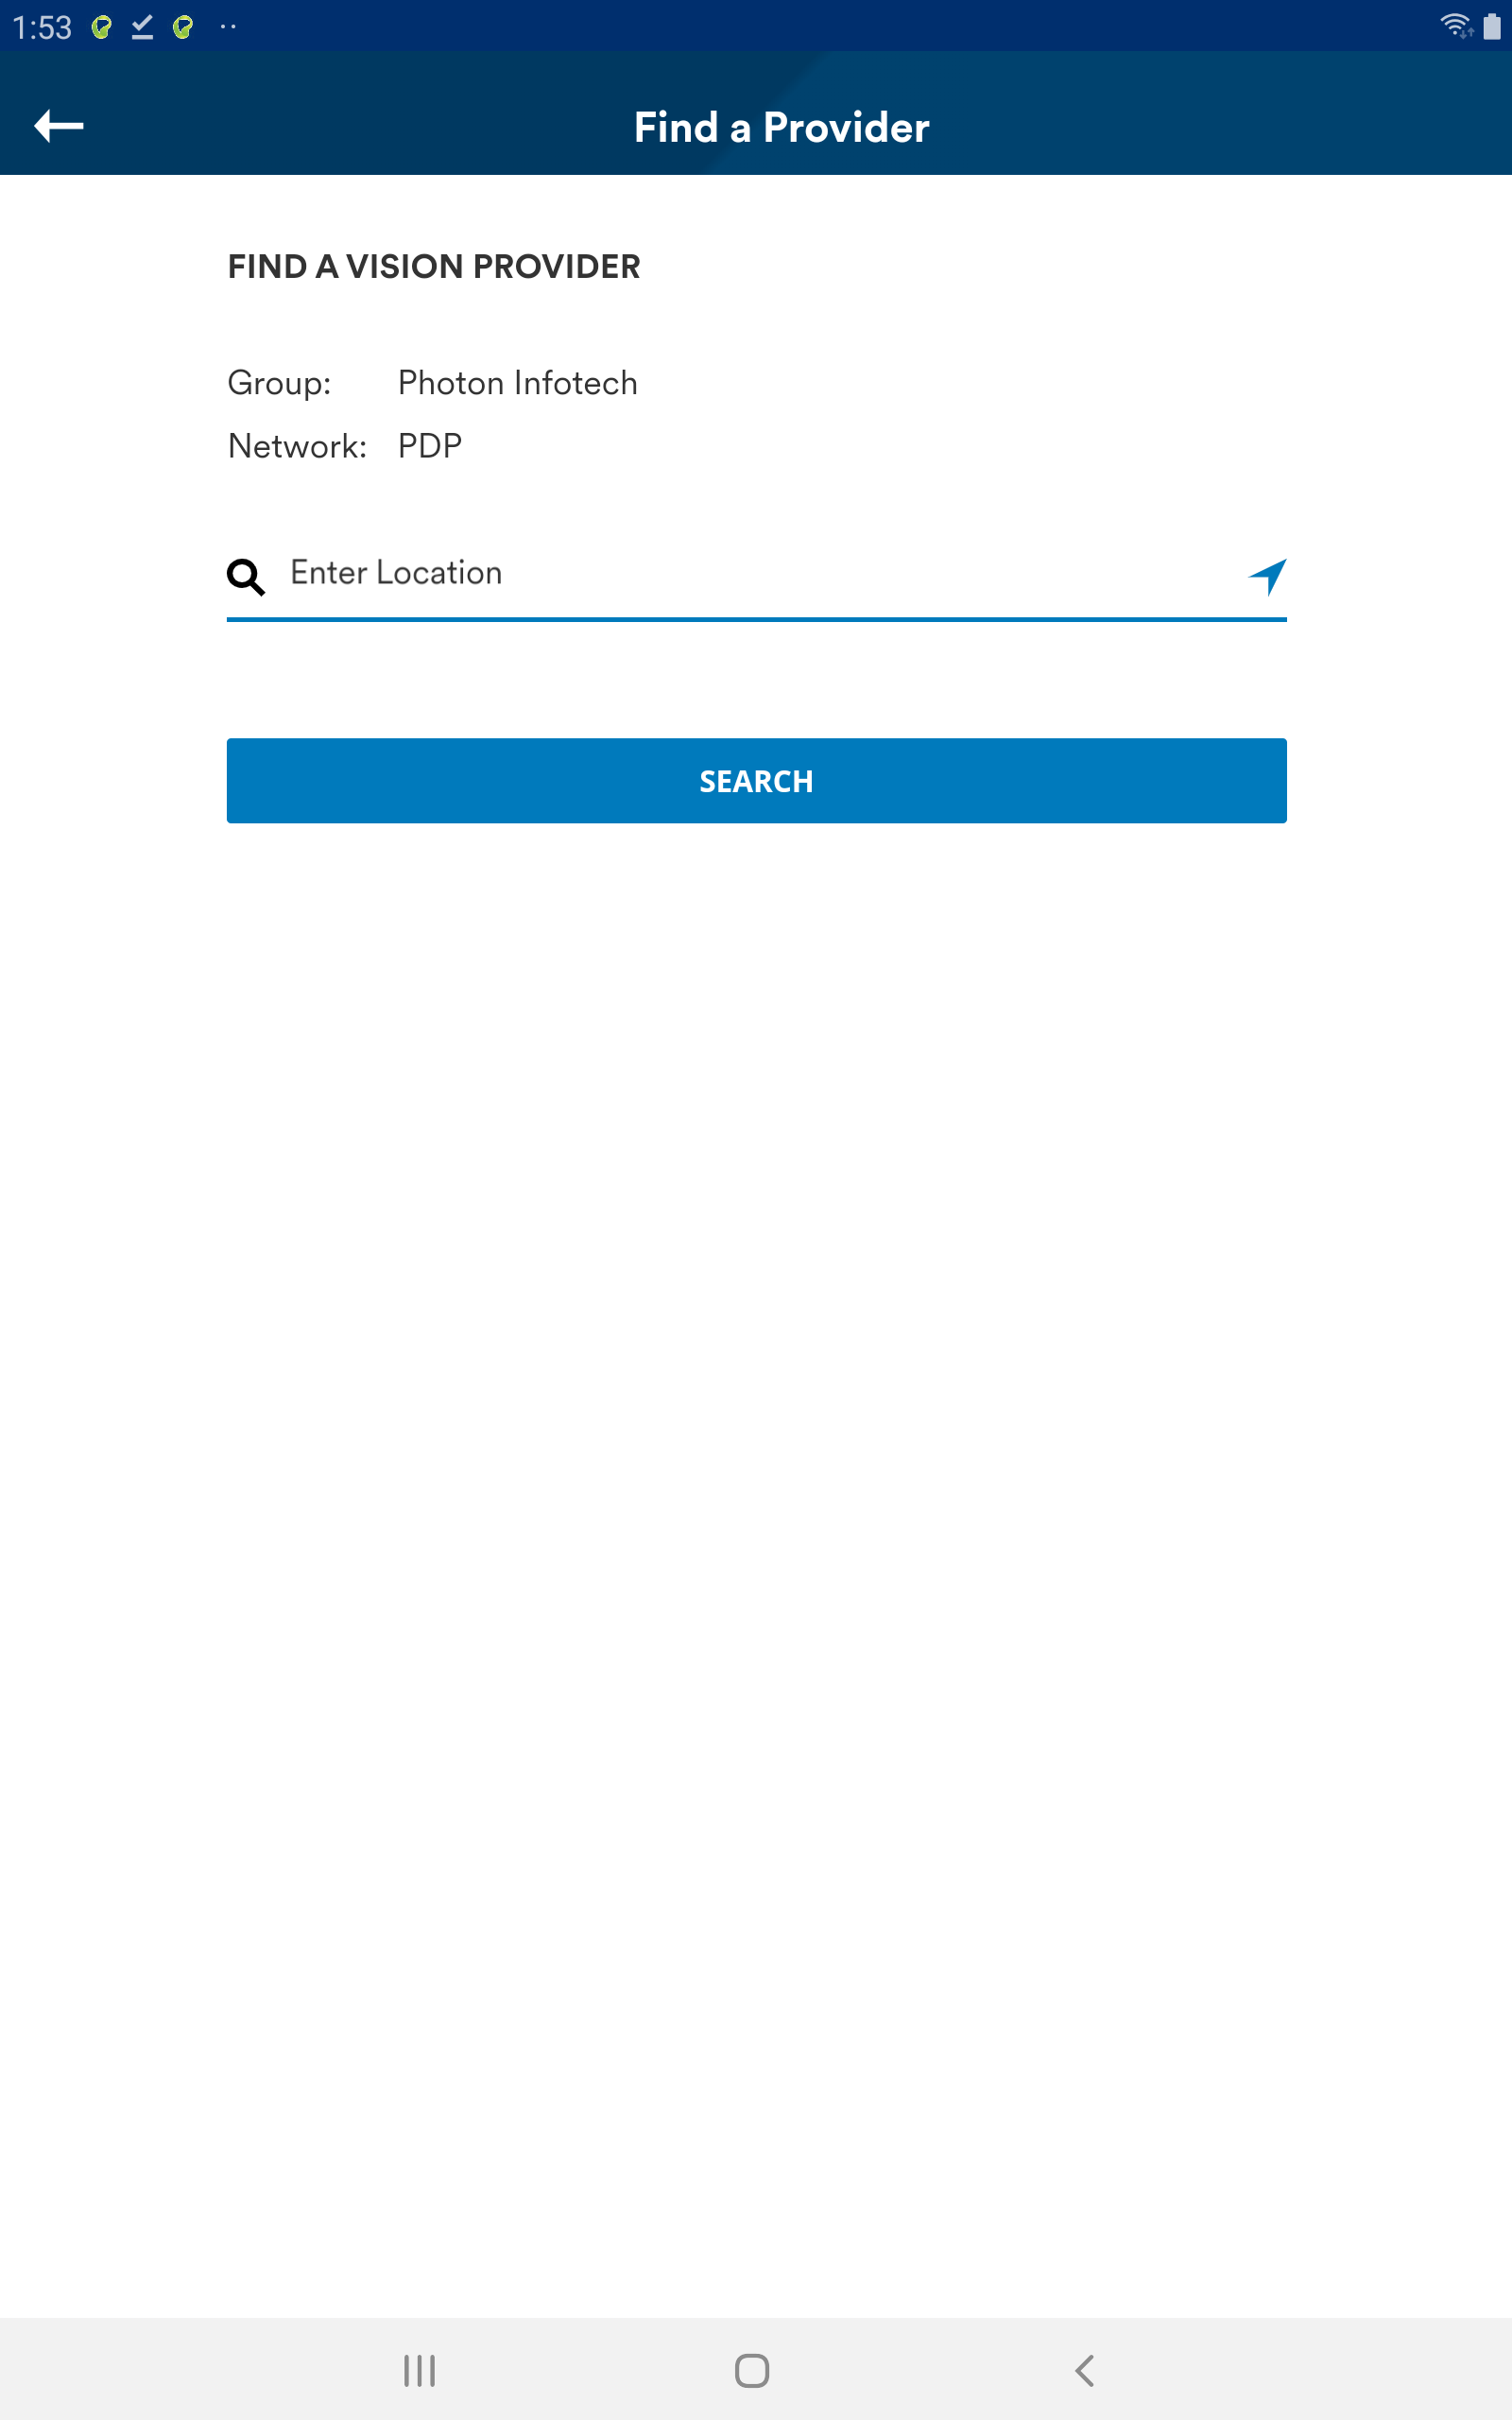 1:53
Find a Provider
FIND A VISION PROVIDER
Group: Photon Infotech
Network: PDP
Enter Location
SEARCH